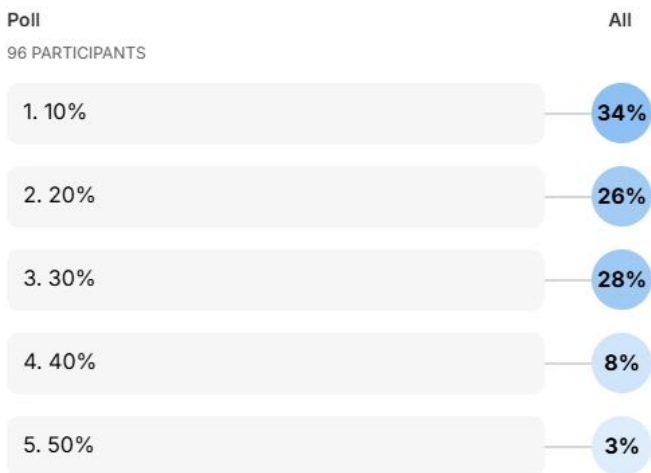 Poll All
96 PARTICIPANTS
1. 10% 34%
2. 20% 26%
3. 30% 28%
4. 40% 8%
5. 50% 3%